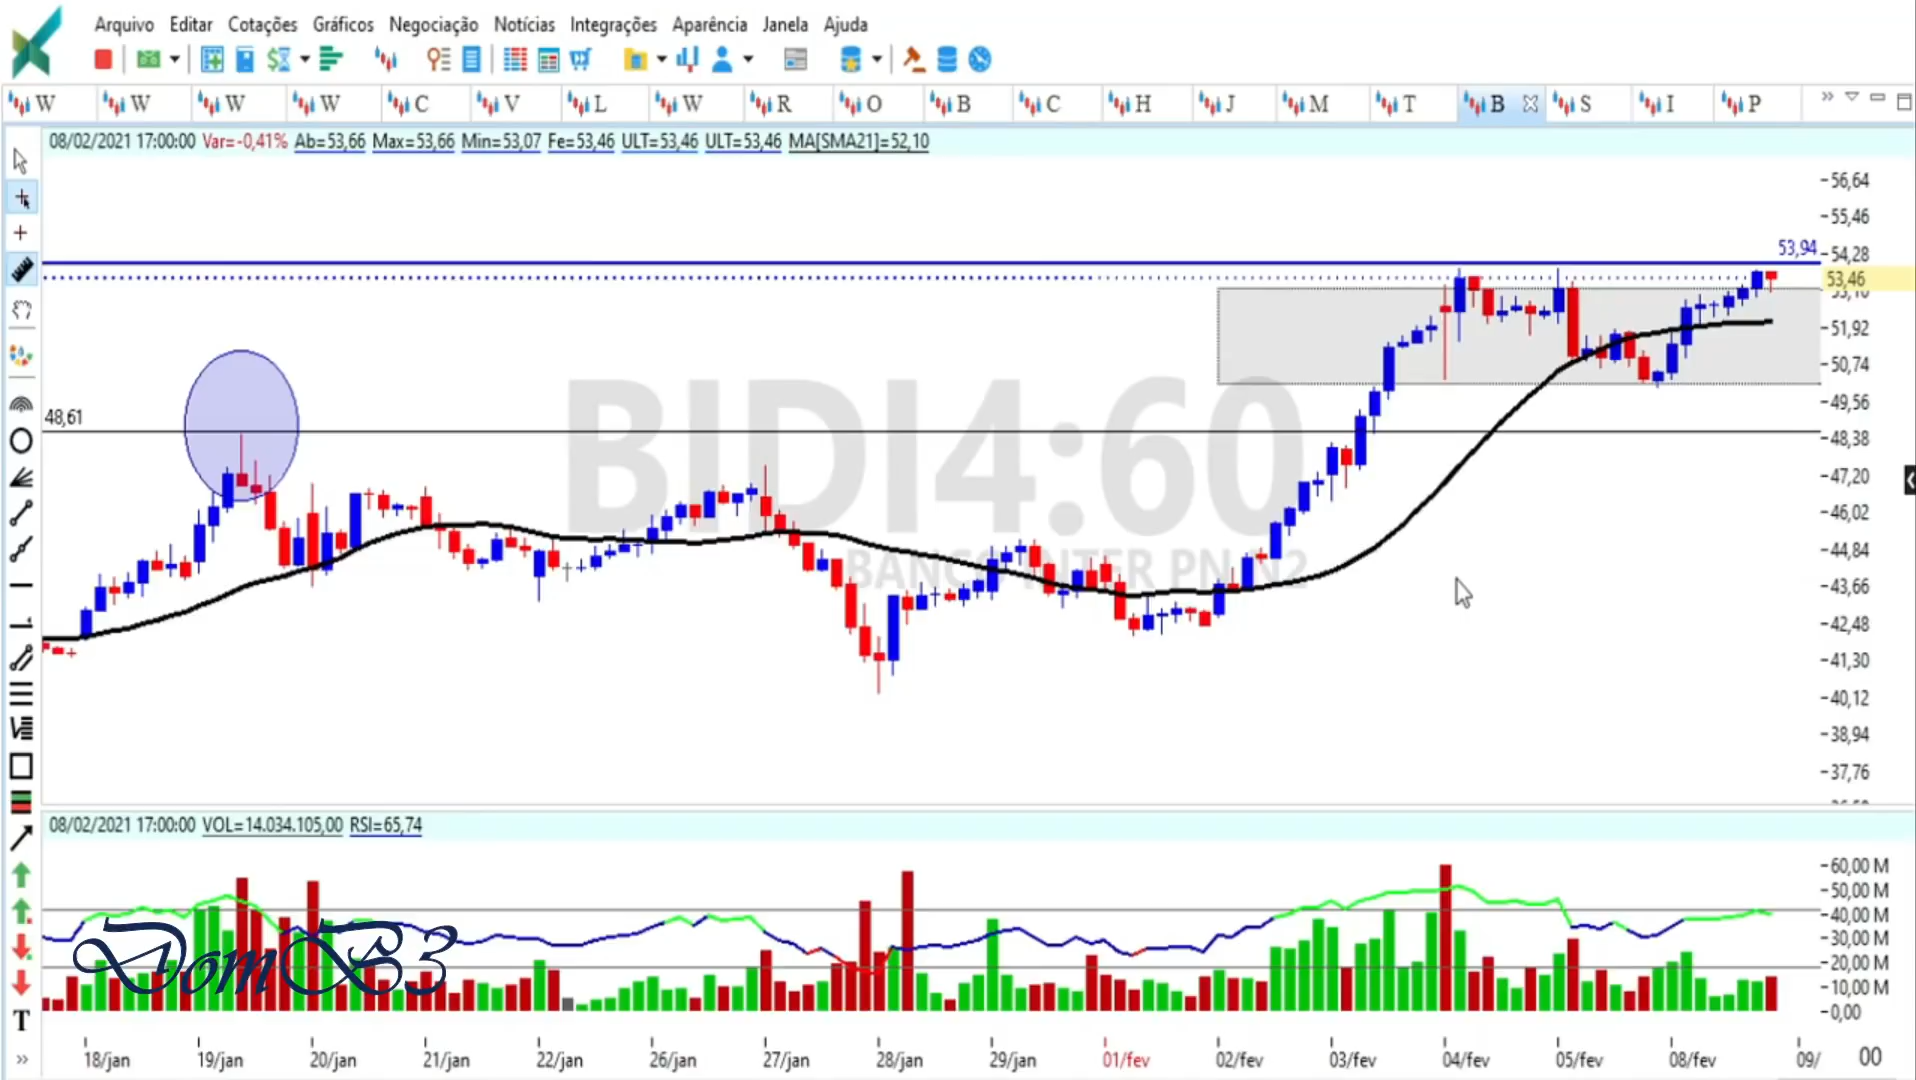 Arquivo Editar Cotações Gráficos Negociação Notícias Integrações Aparência Janela Ajuda
W W W W C V L W R O B C H J M T B S I P
08/02/2021 17:00:00 Var=-0,41% Ab=53,66 Max=53,66 Min=53,07 Fe=53,46 ULT=53,46 ULT=53,46 MA[SMA21]=52,10
56,64
55,46
53,94
54,28
53,46
51,92
50,74
49,56
48,61
48,38
47,20
46,02
44,84
43,66
42,48
41,30
40,12
38,94
37,76
BIDI4:60
BANCO INTER PN N2
08/02/2021 17:00:00 VOL=14.034.105,00 RSI=65,74
60,00 M
50,00 M
40,00 M
30,00 M
20,00 M
10,00 M
0,00
DomB3
T
18/jan 19/jan 20/jan 21/jan 22/jan 26/jan 27/jan 28/jan 29/jan 01/fev 02/fev 03/fev 04/fev 05/fev 08/fev 09/ 00